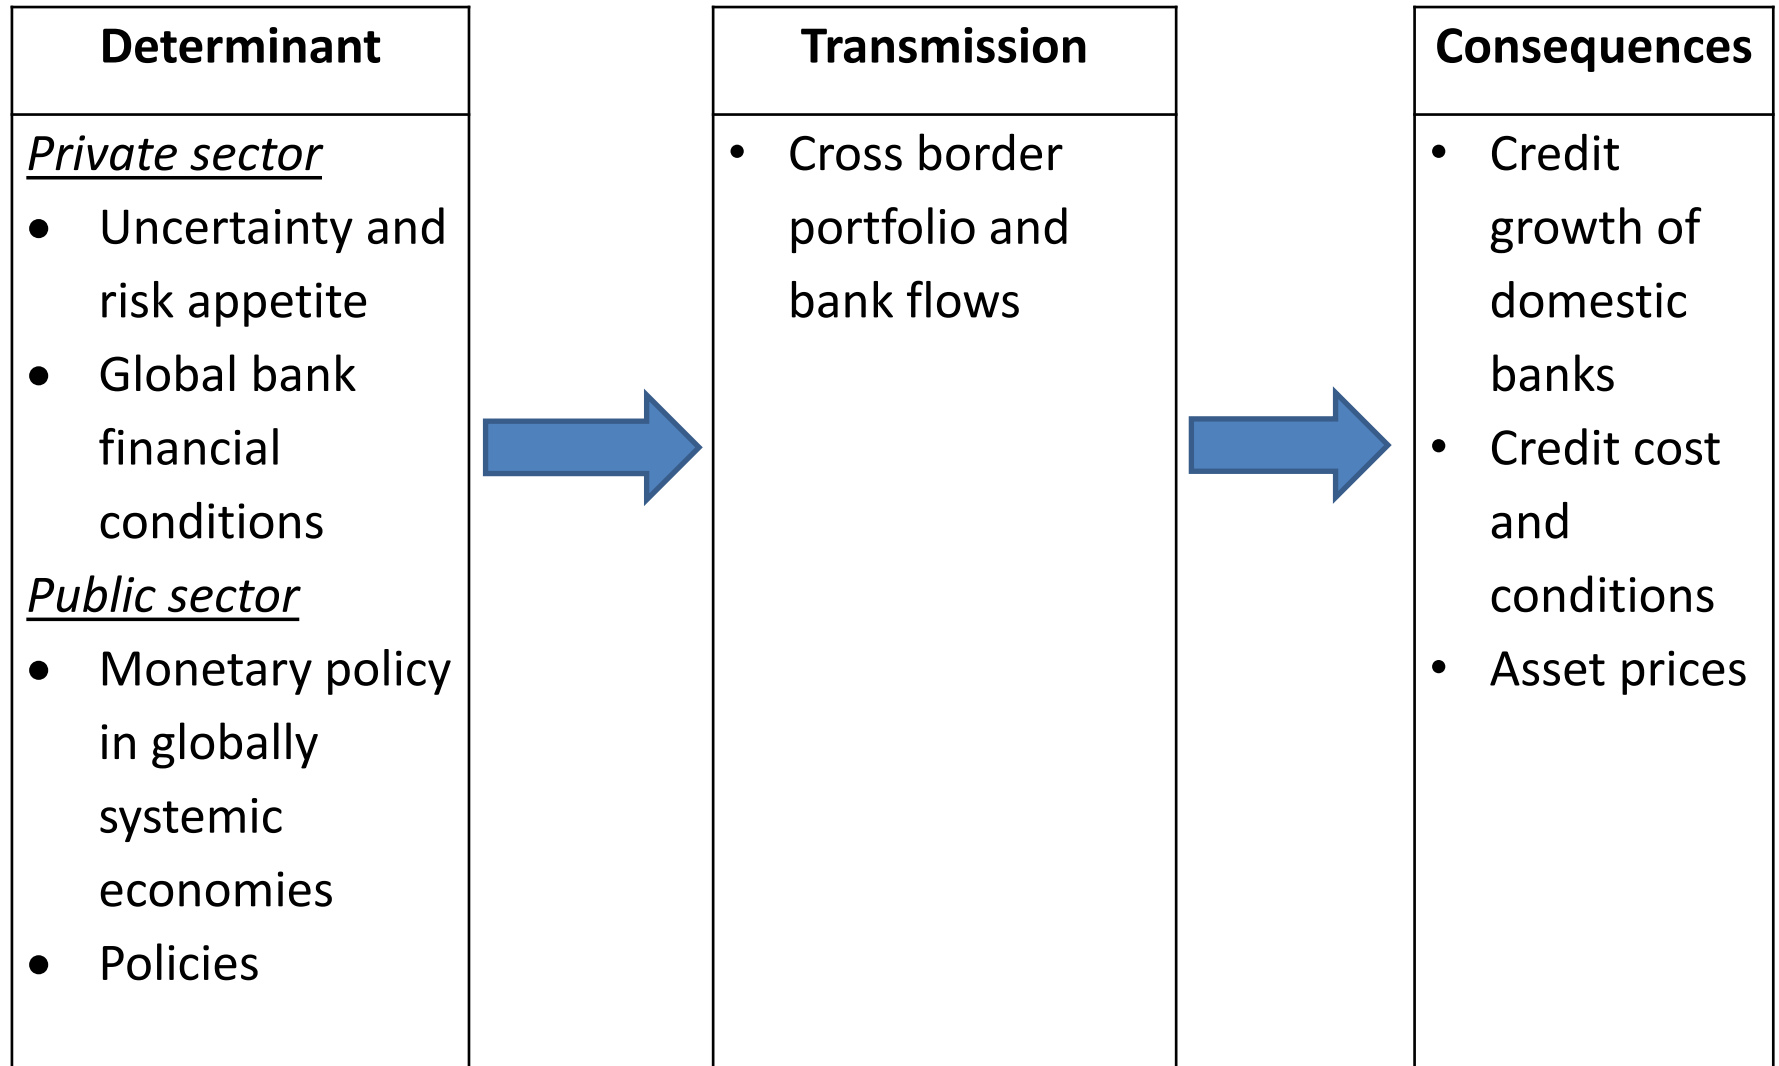 Determinant
Private sector
• Uncertainty and
risk appetite
• Global bank
financial
conditions
Public sector
• Monetary policy
in globally
systemic
economies
• Policies
Transmission
• Cross border
portfolio and
bank flows
Consequences
• Credit
growth of
domestic
banks
• Credit cost
and
conditions
• Asset prices